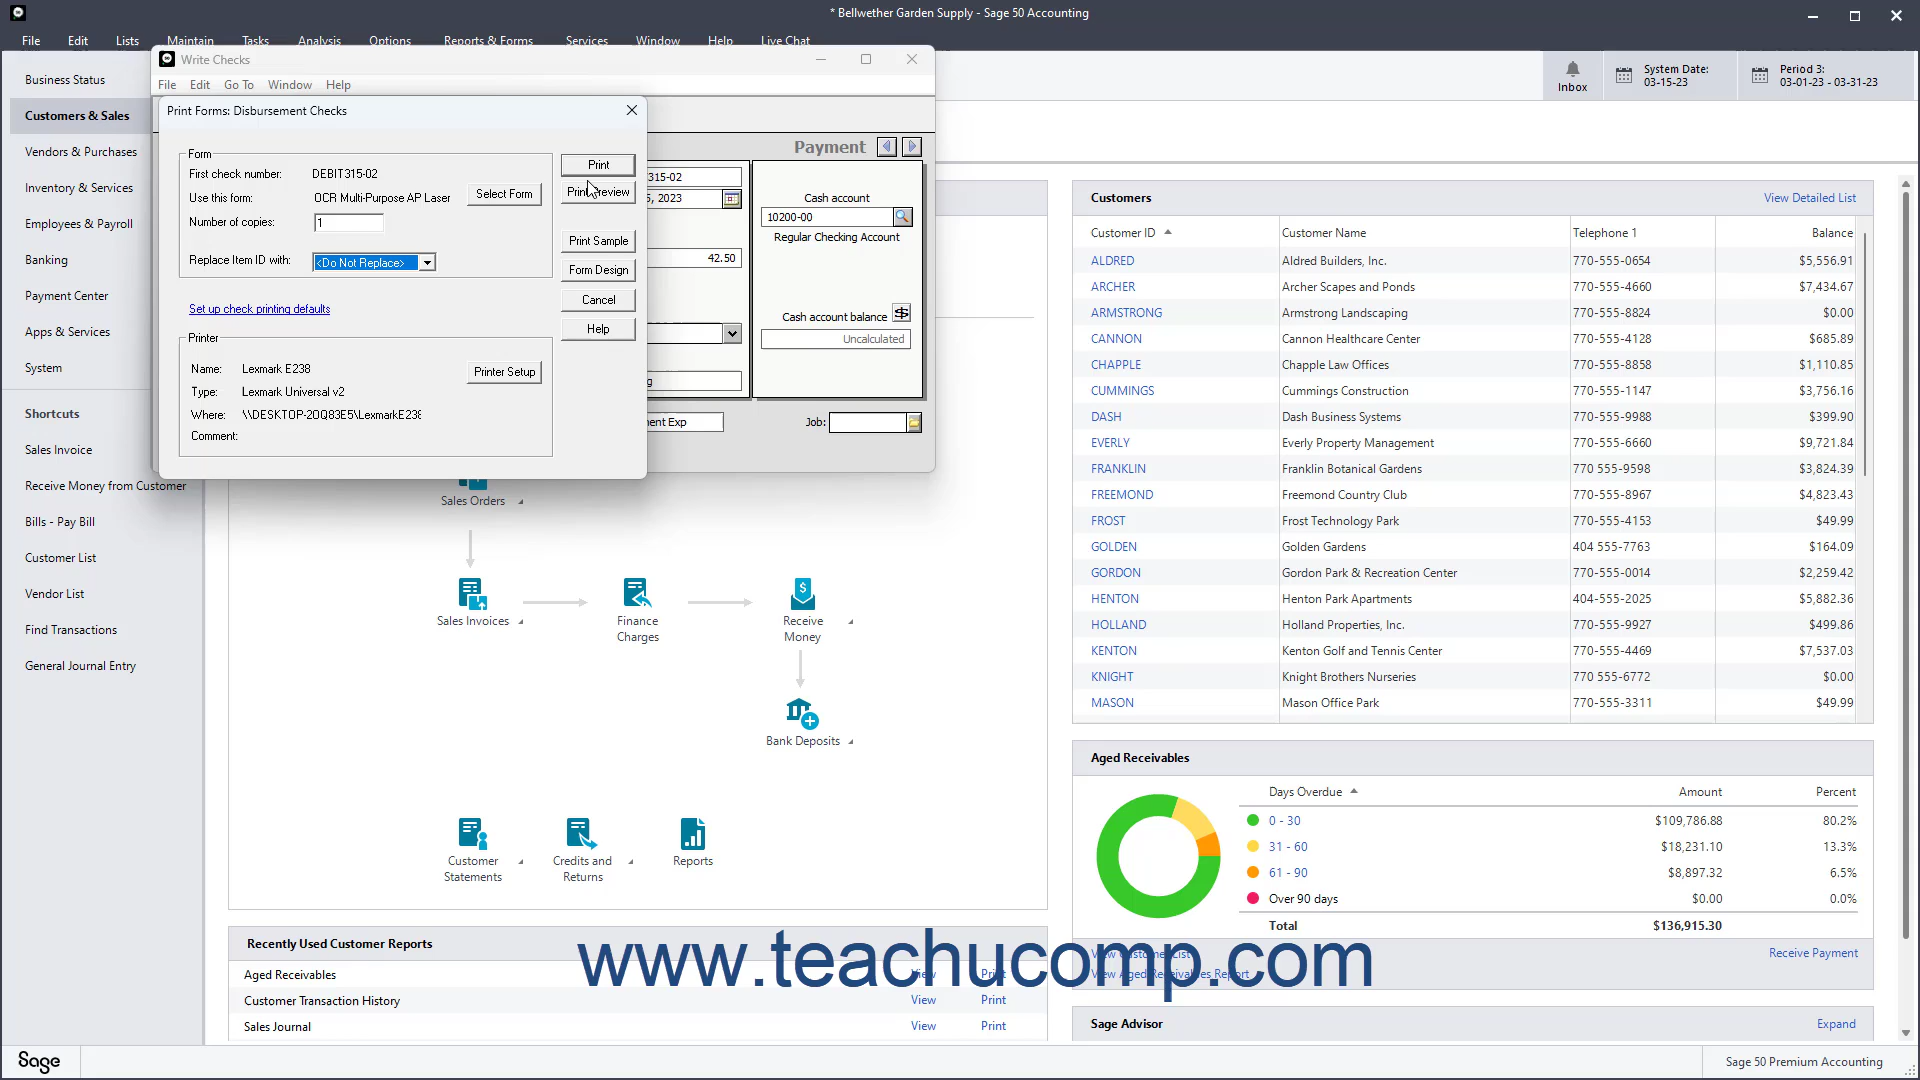 * Bellwether Garden Supply - Sage 50 Accounting
File Edit Lists Maintain Tasks Analysis Options Reports & Forms Services Window Help Live Chat
Inbox
System Date:
03-15-23
Period 3:
03-01-23 - 03-31-23
Business Status
Customers & Sales
Vendors & Purchases
Inventory & Services
Employees & Payroll
Banking
Payment Center
Apps & Services
System
Shortcuts
Sales Invoice
Receive Money from Customer
Bills - Pay Bill
Customer List
Vendor List
Find Transactions
General Journal Entry
Write Checks
File Edit Go To Window Help
Print Forms: Disbursement Checks
Form
First check number: DEBIT315-02
Use this form: OCR Multi-Purpose AP Laser
Select Form
Number of copies: 1
Replace Item ID with: <Do Not Replace>
Set up check printing defaults
Printer
Name: Lexmark E238
Printer Setup
Type: Lexmark Universal v2
Where: \\DESKTOP-20Q83E5\LexmarkE238
Comment:
Print
Print Preview
Print Sample
Form Design
Cancel
Help
Payment
315-02
5, 2023
42.50
Cash account
10200-00
Regular Checking Account
Cash account balance
Uncalculated
Job:
Sales Orders
Sales Invoices
Finance
Charges
Receive
Money
Bank Deposits
Customer
Statements
Credits and
Returns
Reports
Recently Used Customer Reports
Aged Receivables View Print
Customer Transaction History View Print
Sales Journal View Print
Customers View Detailed List
Customer ID Customer Name Telephone 1 Balance
ALDRED Aldred Builders, Inc. 770-555-0654 $5,556.91
ARCHER Archer Scapes and Ponds 770-555-4660 $7,434.67
ARMSTRONG Armstrong Landscaping 770-555-8824 $0.00
CANNON Cannon Healthcare Center 770-555-4128 $685.89
CHAPPLE Chapple Law Offices 770-555-4365 $1,110.85
CUMMINGS Cummings Construction 770-555-1147 $3,756.16
DASH Dash Business Systems 770-555-9988 $399.90
EVERLY Everly Property Management 770-555-6660 $9,721.84
FRANKLIN Franklin Botanical Gardens 770 555-9598 $3,824.39
FREEMOND Freemond Country Club 770-555-8967 $4,823.43
FROST Frost Technology Park 770-555-4153 $49.99
GOLDEN Golden Gardens 404 555-7763 $164.09
GORDON Gordon Park & Recreation Center 770-555-0014 $2,259.42
HENTON Henton Park Apartments 404-555-2025 $5,882.36
HOLLAND Holland Properties, Inc. 770-555-9927 $499.86
KENTON Kenton Golf and Tennis Center 770-555-4469 $7,537.03
KNIGHT Knight Brothers Nurseries 770 555-6772 $0.00
MASON Mason Office Park 770-555-3311 $49.99
Aged Receivables
Days Overdue Amount Percent
0 - 30 $109,786.88 80.2%
31 - 60 $18,231.10 13.3%
61 - 90 $8,897.32 6.5%
Over 90 days $0.00 0.0%
Total $136,915.30
View Customer List Receive Payment
View Aged Receivables Report
www.teachucomp.com
Sage Advisor Expand
Sage
Sage 50 Premium Accounting